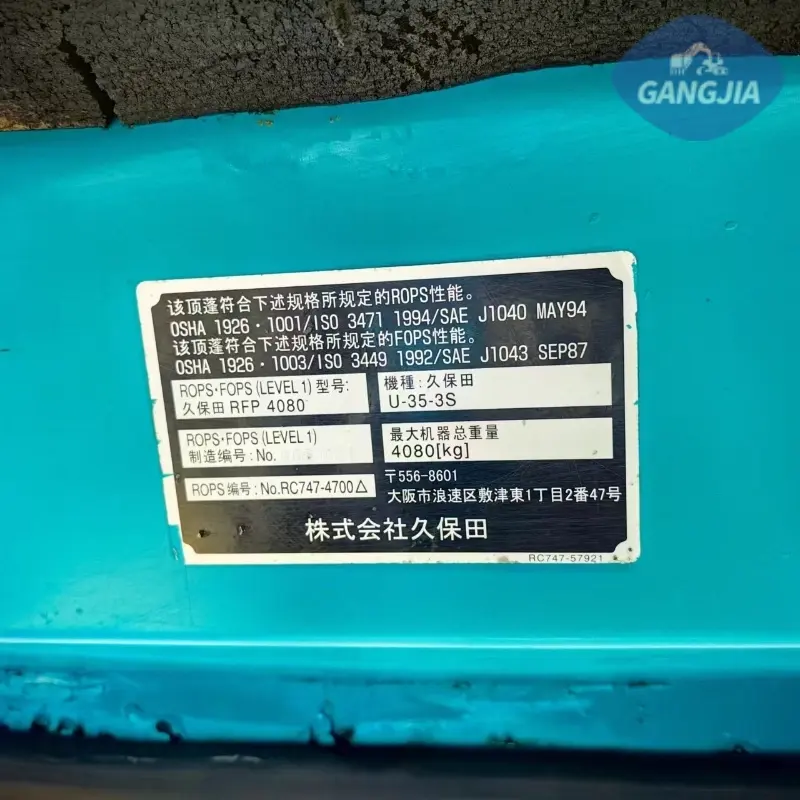 GANGJIA
该顶蓬符合下述规格所规定的ROPS性能。
OSHA 1926・1001/ISO 3471 1994/SAE J1040 MAY94
该顶蓬符合下述规格所规定的FOPS性能。
OSHA 1926・1003/ISO 3449 1992/SAE J1043 SEP87
ROPS・FOPS (LEVEL 1) 型号:
久保田 RFP 4080
機種:久保田
U-35-3S
ROPS・FOPS (LEVEL 1)
制造编号: No.
最大机器总重量
4080[kg]
ROPS 编号: No.RC747-4700△
〒556-8601
大阪市浪速区敷津東1丁目2番47号
株式会社久保田
RC747-57921